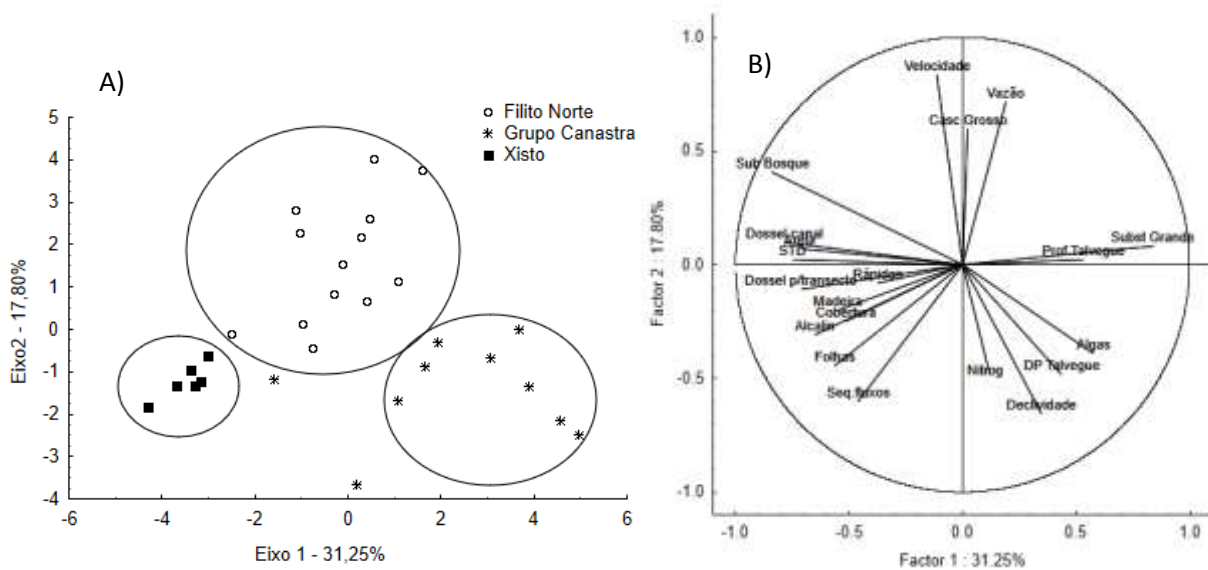 A)
Filito Norte
Grupo Canastra
Xisto
5
4
3
2
1
0
-1
-2
-3
-4
Eixo2 - 17,80%
-6
-4
-2
0
2
4
6
Eixo 1 - 31,25%
B)
1.0
0.5
0.0
-0.5
-1.0
Factor 2 : 17.80%
Velocidade
Vazão
Casc Grosso
Sub Bosque
Dossel canal
STD
Subst Grande
Prof Talvegue
Rápidos
Dossel p/transecto
Madeira
Cobertura
Alcalin
Algas
Folhas
Nitrog
DP Talvegue
Seq.fluxos
Declividade
-1.0
-0.5
0.0
0.5
1.0
Factor 1 : 31.25%